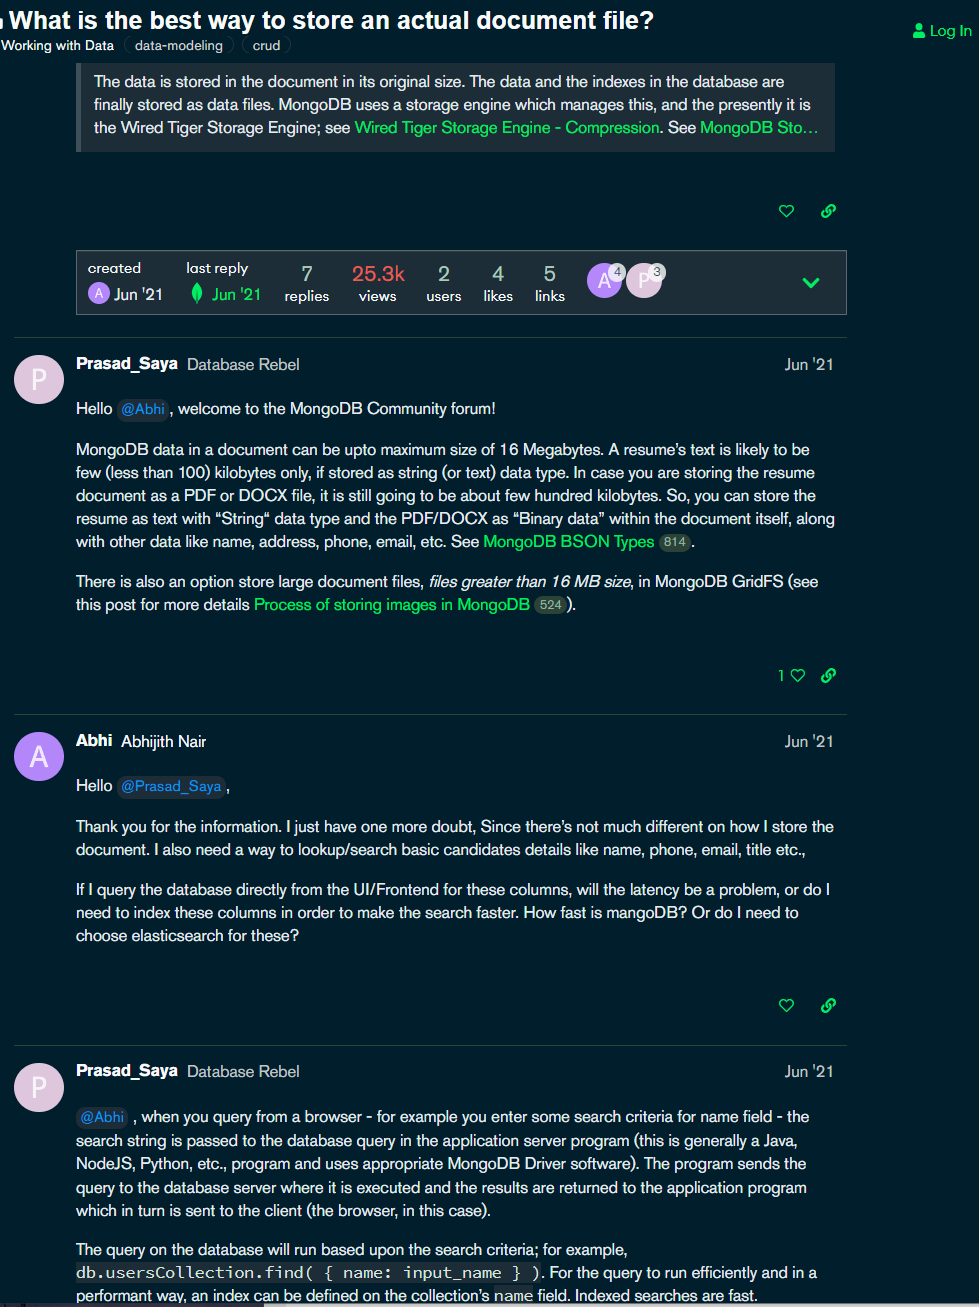 What is the best way to store an actual document file?
Log In
Working with Data data-modeling crud
The data is stored in the document in its original size. The data and the indexes in the database are
finally stored as data files. MongoDB uses a storage engine which manages this, and the presently it is
the Wired Tiger Storage Engine; see Wired Tiger Storage Engine - Compression. See MongoDB Sto…
created last reply 7 25.3k 2 4 5 A 4 P 3
A Jun '21 Jun '21 replies views users likes links
P Prasad_Saya Database Rebel Jun '21
Hello @Abhi , welcome to the MongoDB Community forum!
MongoDB data in a document can be upto maximum size of 16 Megabytes. A resume’s text is likely to be
few (less than 100) kilobytes only, if stored as string (or text) data type. In case you are storing the resume
document as a PDF or DOCX file, it is still going to be about few hundred kilobytes. So, you can store the
resume as text with “String“ data type and the PDF/DOCX as “Binary data” within the document itself, along
with other data like name, address, phone, email, etc. See MongoDB BSON Types 814 .
There is also an option store large document files, files greater than 16 MB size, in MongoDB GridFS (see
this post for more details Process of storing images in MongoDB 524 ).
1
A Abhi Abhijith Nair Jun '21
Hello @Prasad_Saya ,
Thank you for the information. I just have one more doubt, Since there’s not much different on how I store the
document. I also need a way to lookup/search basic candidates details like name, phone, email, title etc.,
If I query the database directly from the UI/Frontend for these columns, will the latency be a problem, or do I
need to index these columns in order to make the search faster. How fast is mangoDB? Or do I need to
choose elasticsearch for these?
P Prasad_Saya Database Rebel Jun '21
@Abhi , when you query from a browser - for example you enter some search criteria for name field - the
search string is passed to the database query in the application server program (this is generally a Java,
NodeJS, Python, etc., program and uses appropriate MongoDB Driver software). The program sends the
query to the database server where it is executed and the results are returned to the application program
which in turn is sent to the client (the browser, in this case).
The query on the database will run based upon the search criteria; for example,
db.usersCollection.find( { name: input_name } ). For the query to run efficiently and in a
performant way, an index can be defined on the collection’s name field. Indexed searches are fast.